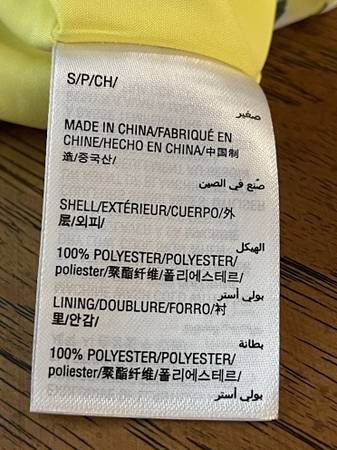 S/P/CH/
صغير
MADE IN CHINA/FABRIQUÉ EN
CHINE/HECHO EN CHINA/中国制
造/중국산/
صُنع في الصين
SHELL/EXTÉRIEUR/CUERPO/外
层/외피/
الهيكل
100% POLYESTER/POLYESTER/
poliester/聚酯纤维/폴리에스테르/
بولي أستر
LINING/DOUBLURE/FORRO/衬
里/안감/
بطانة
100% POLYESTER/POLYESTER/
poliester/聚酯纤维/폴리에스테르/
بولي أستر